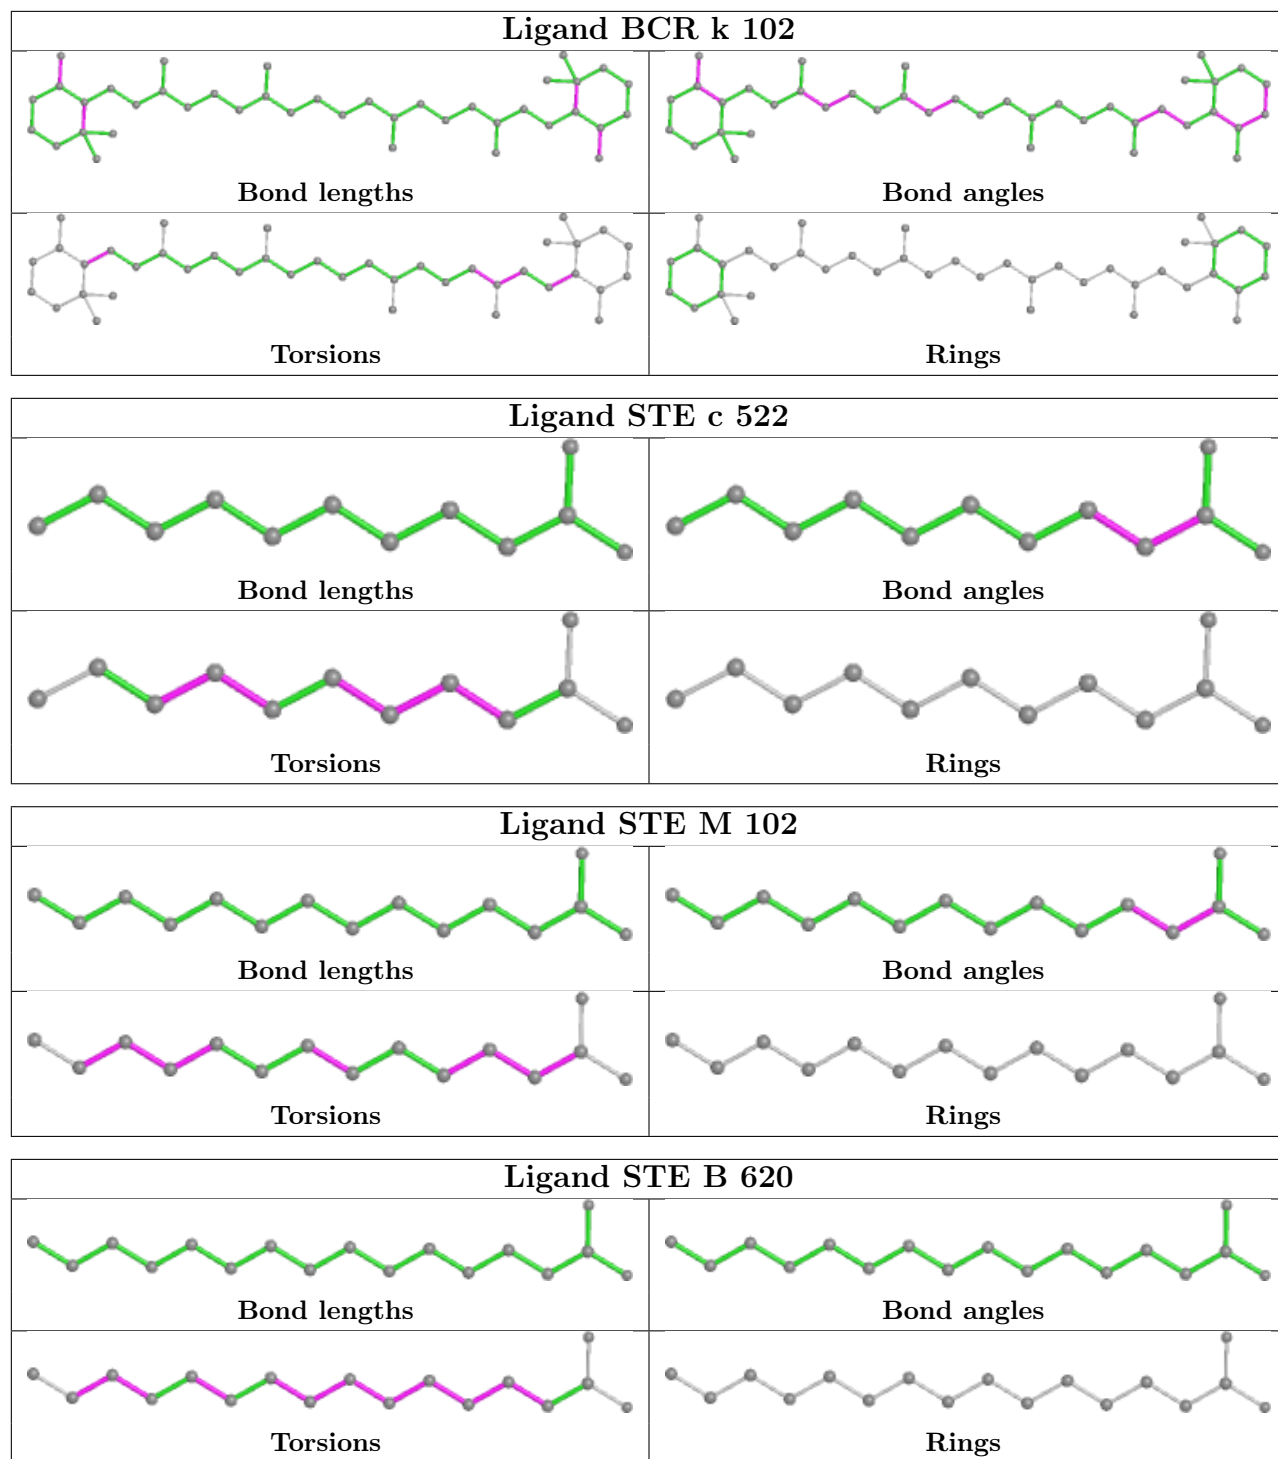 Ligand BCR k 102
Bond lengths
Bond angles
Torsions
Rings
Ligand STE c 522
Bond lengths
Bond angles
Torsions
Rings
Ligand STE M 102
Bond lengths
Bond angles
Torsions
Rings
Ligand STE B 620
Bond lengths
Bond angles
Torsions
Rings